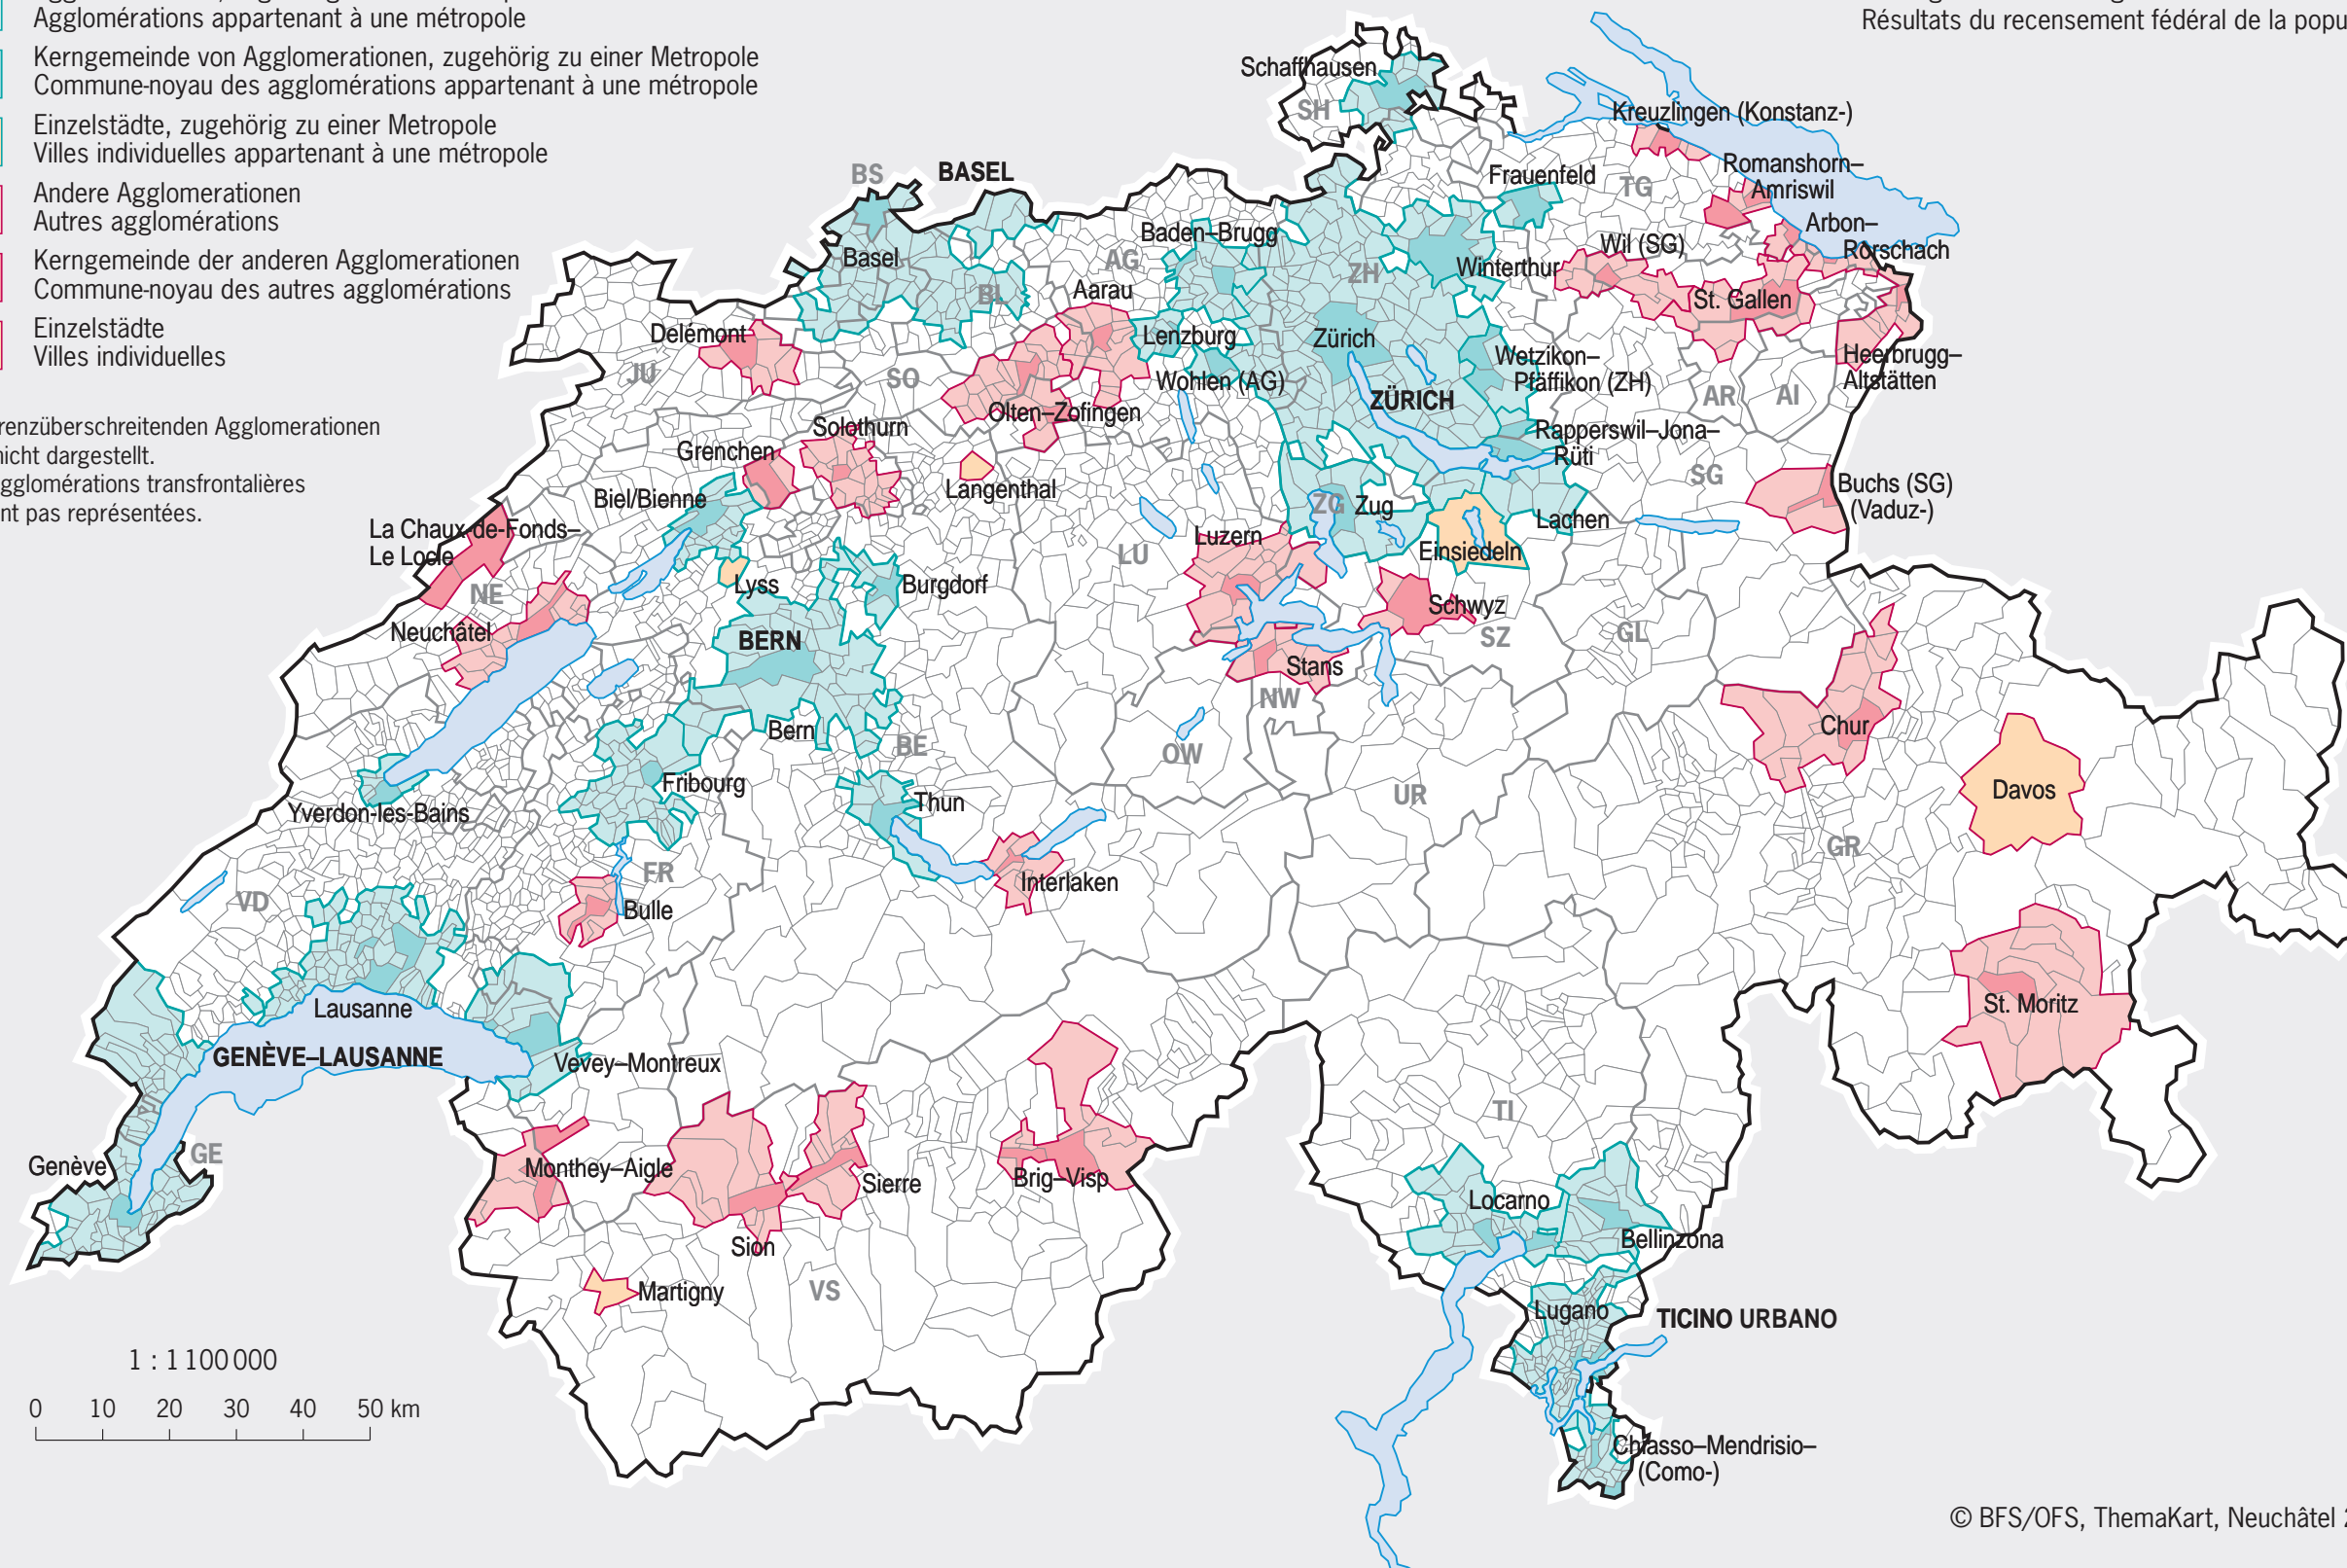 Agglomérations appartenant à une métropole
Résultats du recensement fédéral de la popu
Kerngemeinde von Agglomerationen, zugehörig zu einer Metropole
Commune-noyau des agglomérations appartenant à une métropole
Einzelstädte, zugehörig zu einer Metropole
Villes individuelles appartenant à une métropole
Andere Agglomerationen
Autres agglomérations
Kerngemeinde der anderen Agglomerationen
Commune-noyau des autres agglomérations
Einzelstädte
Villes individuelles
renzüberschreitenden Agglomerationen
nicht dargestellt.
gglomérations transfrontalières
nt pas représentées.
Schaffhausen
SH
Kreuzlingen (Konstanz-)
BS
BASEL
Frauenfeld
TG
Romanshorn–
Amriswil
Arbon–
Rorschach
Basel
Baden–Brugg
AG
ZH
Winterthur
Wil (SG)
BL
Aarau
St. Gallen
Delémont
Lenzburg
Zürich
Wetzikon–
Pfäffikon (ZH)
Heerbrugg–
Altstätten
JU
SO
Wohlen (AG)
ZÜRICH
AR
AI
Olten–Zofingen
Solothurn
Rapperswil–Jona–
Rüti
Grenchen
SG
Langenthal
Buchs (SG)
(Vaduz-)
Biel/Bienne
ZG
Zug
Lachen
La Chaux-de-Fonds–
Le Locle
Luzern
LU
Einsiedeln
Lyss
Burgdorf
NE
Schwyz
Neuchâtel
BERN
SZ
GL
Stans
NW
Bern
BE
OW
Chur
Fribourg
Thun
UR
Davos
Yverdon-les-Bains
GR
FR
Interlaken
VD
Bulle
Lausanne
St. Moritz
GENÈVE–LAUSANNE
Vevey–Montreux
TI
GE
Genève
Monthey–Aigle
Sierre
Brig–Visp
Locarno
Sion
Bellinzona
Martigny
VS
Lugano
TICINO URBANO
1 : 1 100 000
0 10 20 30 40 50 km
Chiasso–Mendrisio–
(Como-)
© BFS/OFS, ThemaKart, Neuchâtel